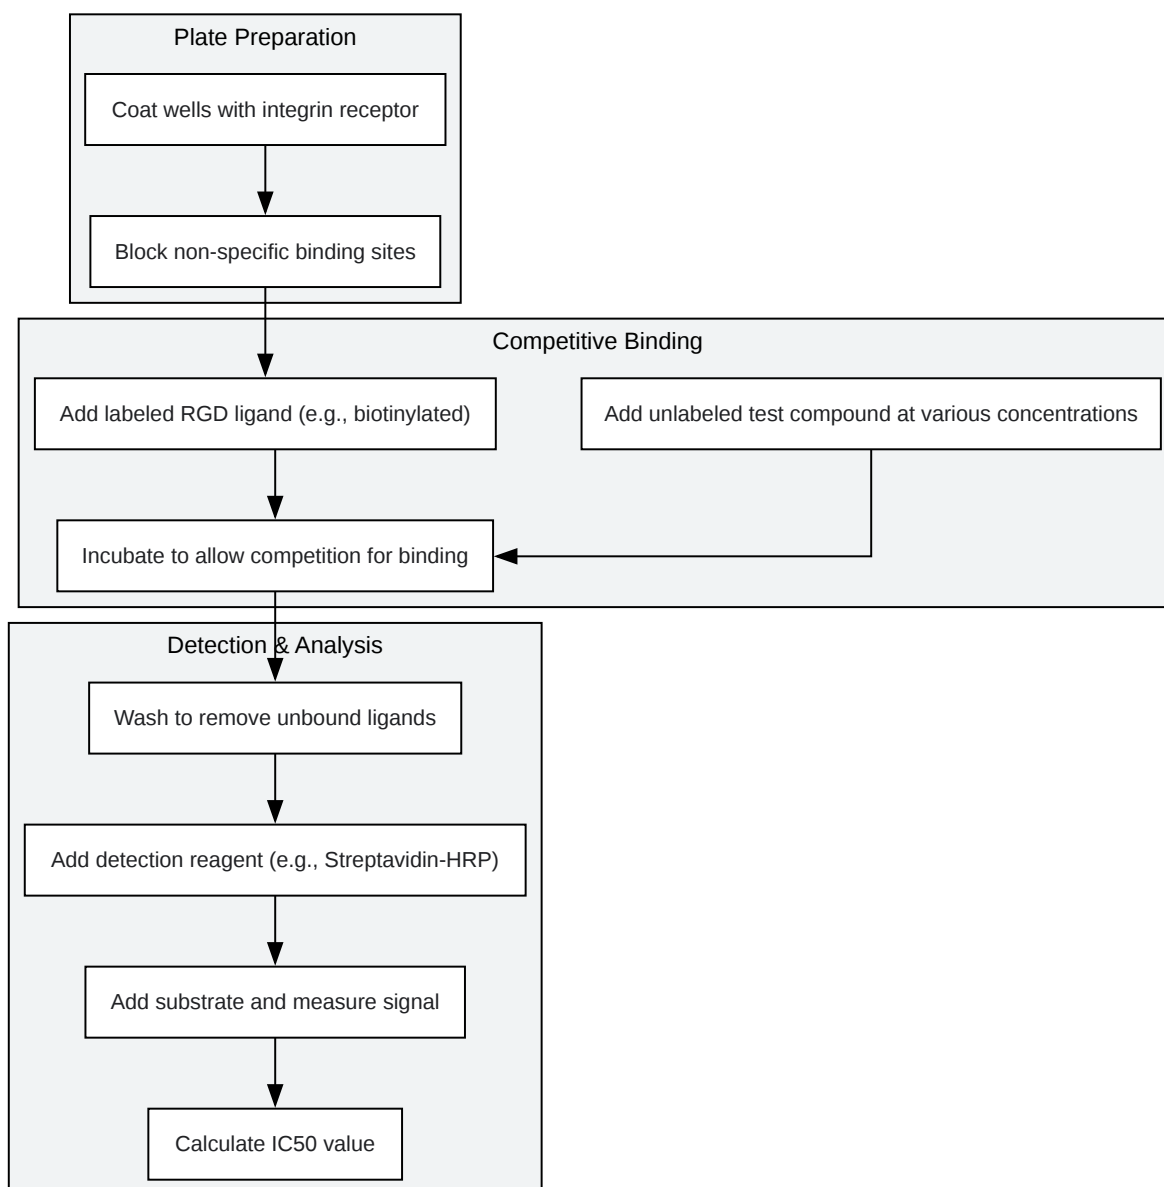 Plate Preparation
Coat wells with integrin receptor
Block non-specific binding sites
Competitive Binding
Add labeled RGD ligand (e.g., biotinylated)
Add unlabeled test compound at various concentrations
Incubate to allow competition for binding
Detection & Analysis
Wash to remove unbound ligands
Add detection reagent (e.g., Streptavidin-HRP)
Add substrate and measure signal
Calculate IC50 value